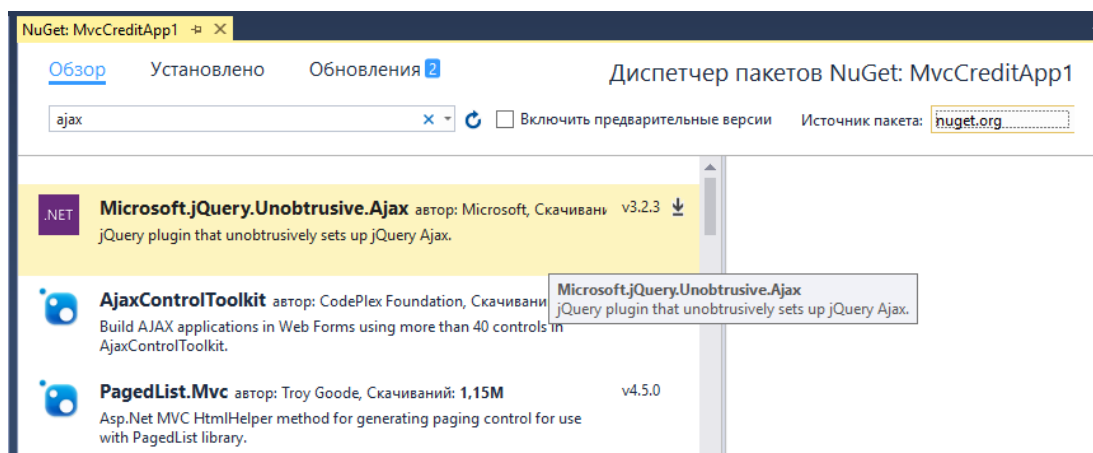 NuGet: MvcCreditApp1
Обзор Установлено Обновления 2 Диспетчер пакетов NuGet: MvcCreditApp1
ajax Включить предварительные версии Источник пакета: nuget.org
.NET Microsoft.jQuery.Unobtrusive.Ajax автор: Microsoft, Скачивани v3.2.3
jQuery plugin that unobtrusively sets up jQuery Ajax.
Microsoft.jQuery.Unobtrusive.Ajax
jQuery plugin that unobtrusively sets up jQuery Ajax.
AjaxControlToolkit автор: CodePlex Foundation, Скачивани
Build AJAX applications in Web Forms using more than 40 controls in
AjaxControlToolkit.
PagedList.Mvc автор: Troy Goode, Скачиваний: 1,15M v4.5.0
Asp.Net MVC HtmlHelper method for generating paging control for use
with PagedList library.